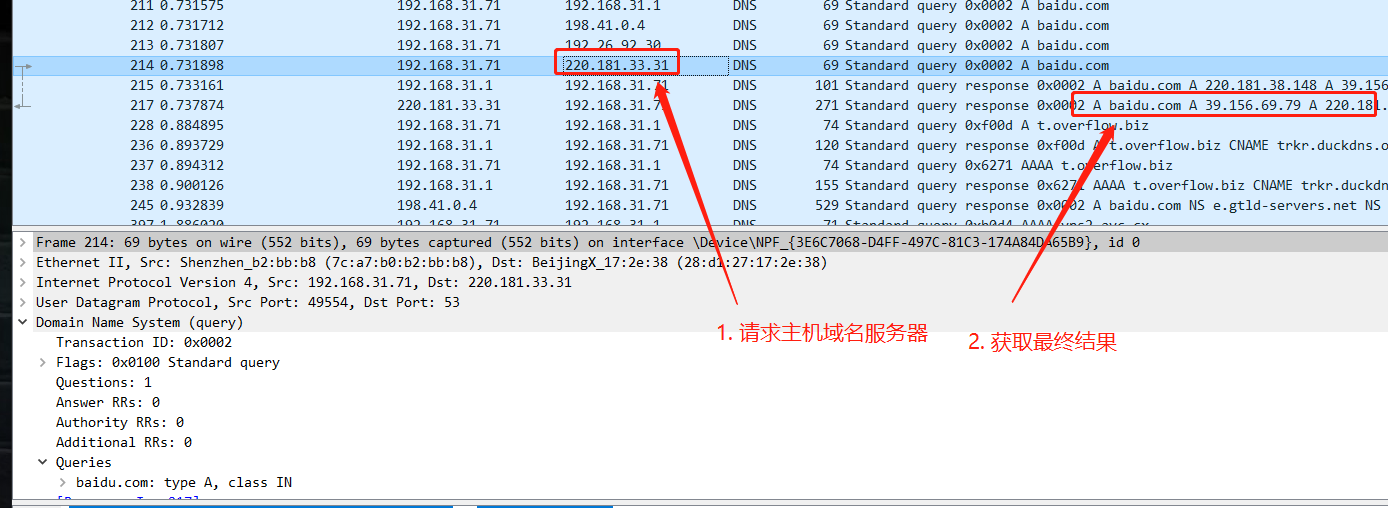 211 0.731575 192.168.31.71 192.168.31.1 DNS 69 Standard query 0x0002 A baidu.com
212 0.731712 192.168.31.71 198.41.0.4 DNS 69 Standard query 0x0002 A baidu.com
213 0.731807 192.168.31.71 192.26.92.30 DNS 69 Standard query 0x0002 A baidu.com
214 0.731898 192.168.31.71 220.181.33.31 DNS 69 Standard query 0x0002 A baidu.com
215 0.733161 192.168.31.1 192.168.31.71 DNS 101 Standard query response 0x0002 A baidu.com A 220.181.38.148 A 39.156
217 0.737874 220.181.33.31 192.168.31.71 DNS 271 Standard query response 0x0002 A baidu.com A 39.156.69.79 A 220.181.
228 0.884895 192.168.31.71 192.168.31.1 DNS 74 Standard query 0xf00d A t.overflow.biz
236 0.893729 192.168.31.1 192.168.31.71 DNS 120 Standard query response 0xf00d A t.overflow.biz CNAME trkr.duckdns.o
237 0.894312 192.168.31.71 192.168.31.1 DNS 74 Standard query 0x6271 AAAA t.overflow.biz
238 0.900126 192.168.31.1 192.168.31.71 DNS 155 Standard query response 0x6271 AAAA t.overflow.biz CNAME trkr.duckdn
245 0.932839 198.41.0.4 192.168.31.71 DNS 529 Standard query response 0x0002 A baidu.com NS e.gtld-servers.net NS
192.168.31.71 192.168.31.1 DNS 71 Standard query
Frame 214: 69 bytes on wire (552 bits), 69 bytes captured (552 bits) on interface \Device\NPF_{3E6C7068-D4FF-497C-81C3-174A84DA65B9}, id 0
Ethernet II, Src: Shenzhen_b2:bb:b8 (7c:a7:b0:b2:bb:b8), Dst: BeijingX_17:2e:38 (28:d1:27:17:2e:38)
Internet Protocol Version 4, Src: 192.168.31.71, Dst: 220.181.33.31
User Datagram Protocol, Src Port: 49554, Dst Port: 53
Domain Name System (query)
Transaction ID: 0x0002
Flags: 0x0100 Standard query
Questions: 1
Answer RRs: 0
Authority RRs: 0
Additional RRs: 0
Queries
baidu.com: type A, class IN
1. 请求主机域名服务器
2. 获取最终结果